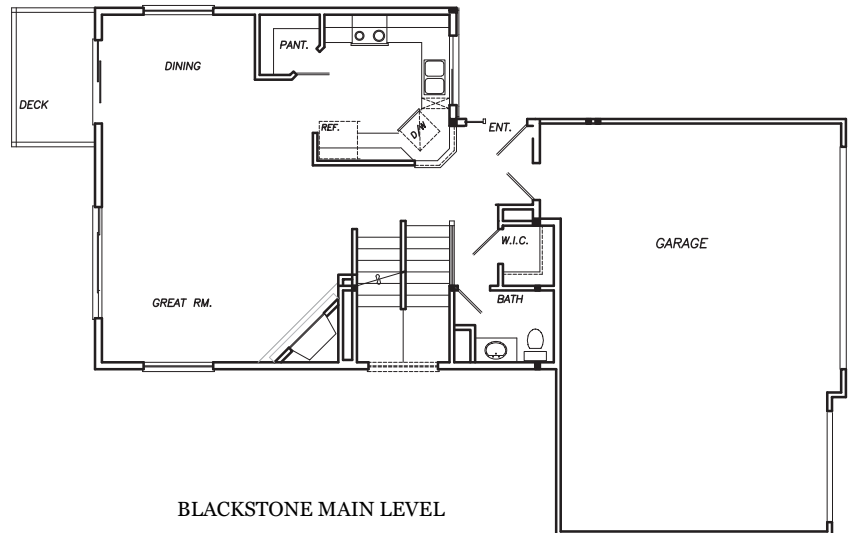 PANT.
DINING
DECK
REF.
D/W
ENT.
W.I.C.
GARAGE
BATH
GREAT RM.
BLACKSTONE MAIN LEVEL